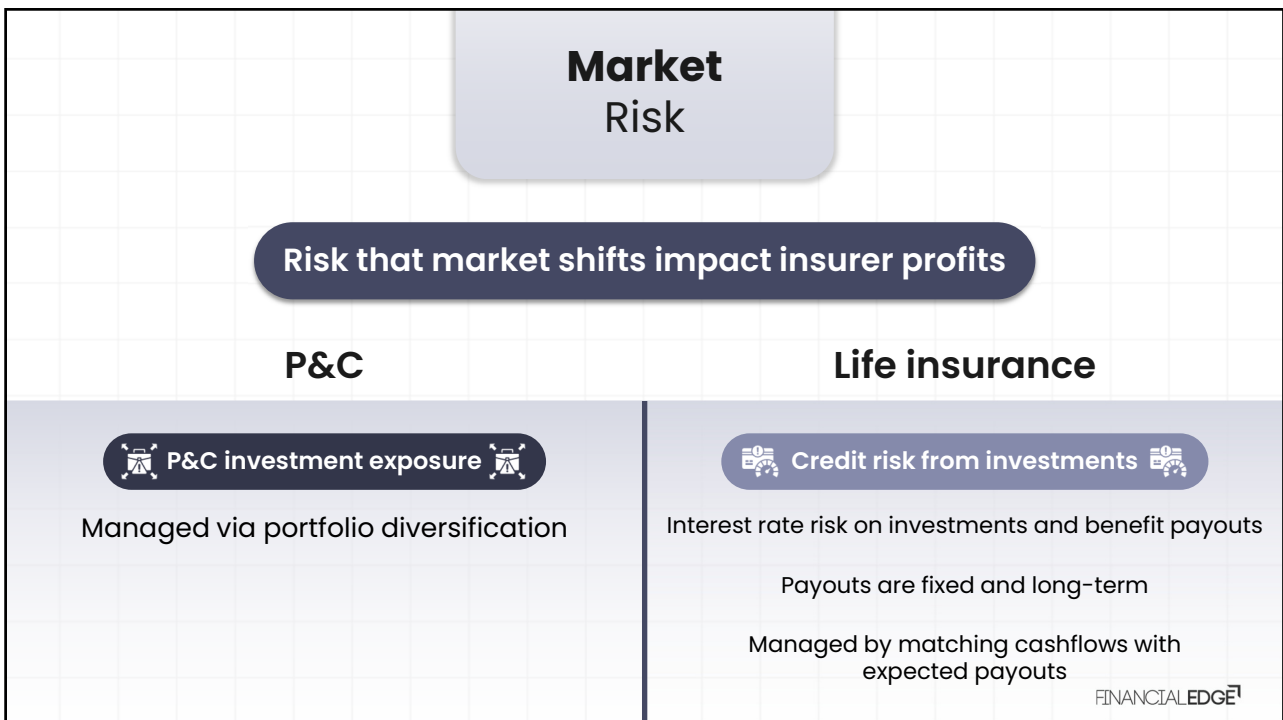 Market
Risk
Risk that market shifts impact insurer profits
P&C
P&C investment exposure
Managed via portfolio diversification
Life insurance
Credit risk from investments
Interest rate risk on investments and benefit payouts
Payouts are fixed and long-term
Managed by matching cashflows with
expected payouts
FINANCIALEDGE